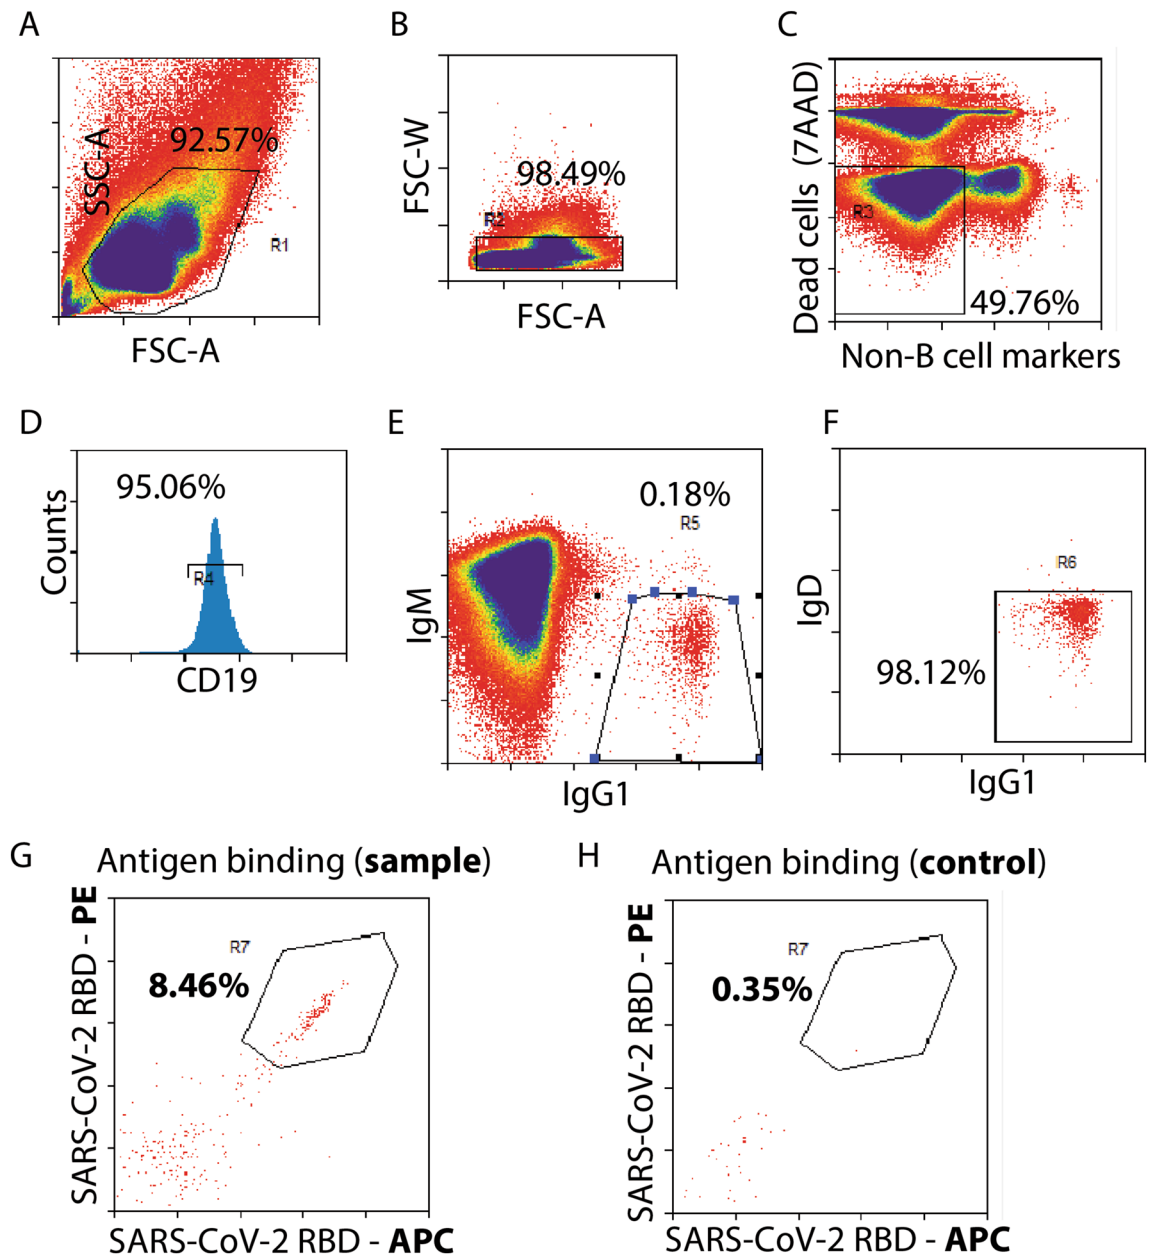 A
SSC-A
92.57%
R1
FSC-A
B
FSC-W
98.49%
R2
FSC-A
C
Dead cells (7AAD)
R3
49.76%
Non-B cell markers
D
Counts
95.06%
R4
CD19
E
IgM
0.18%
R5
IgG1
F
IgD
R6
98.12%
IgG1
G
Antigen binding (sample)
SARS-CoV-2 RBD - PE
R7
8.46%
SARS-CoV-2 RBD - APC
H
Antigen binding (control)
SARS-CoV-2 RBD - PE
R7
0.35%
SARS-CoV-2 RBD - APC